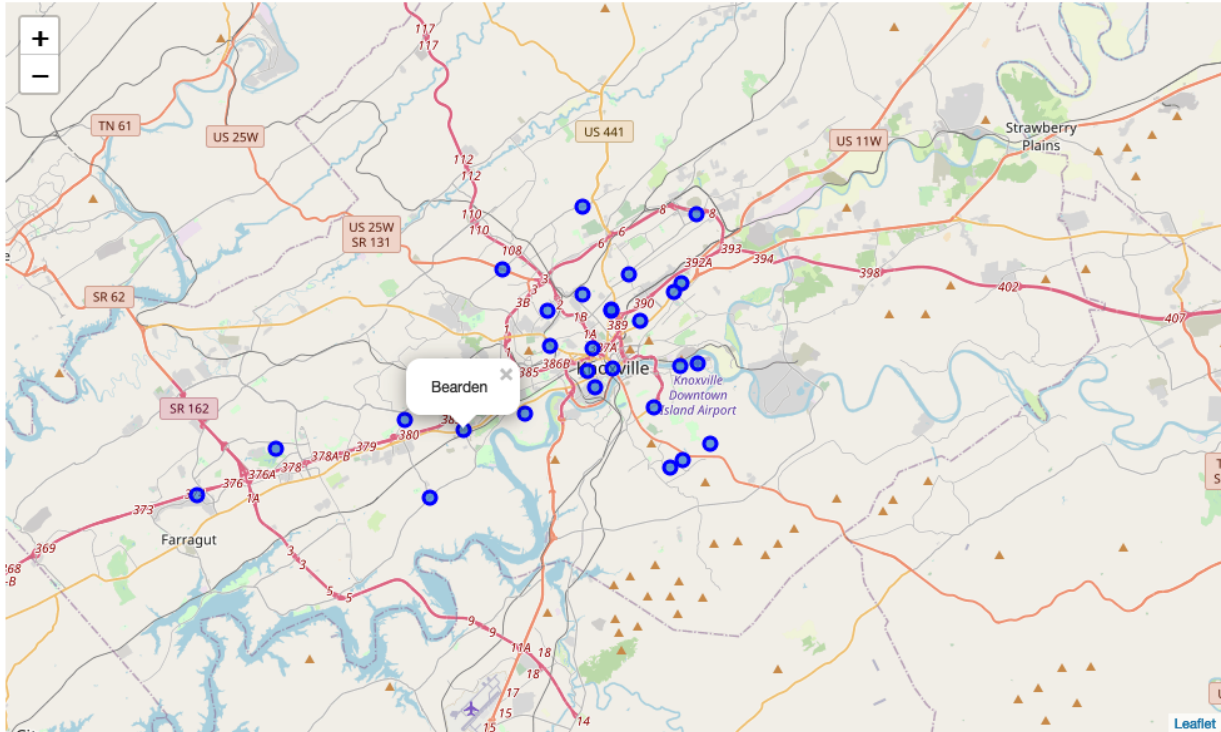 +
−
117
117
TN 61
US 25W
US 441
US 11W
Strawberry
Plains
112
112
110
110
108
US 25W
SR 131
8
8
6
6
393
392A
394
398
402
407
SR 62
3
3
3B
2
1B
1A
390
389
386B
385
Knoxville
Knoxville
Downtown
Island Airport
Bearden
×
SR 162
380
379
378A-B
378
376A
376
1A
373
369
368
-B
Farragut
3
3
5
5
9
9
11A
18
18
17
15
15
14
Leaflet